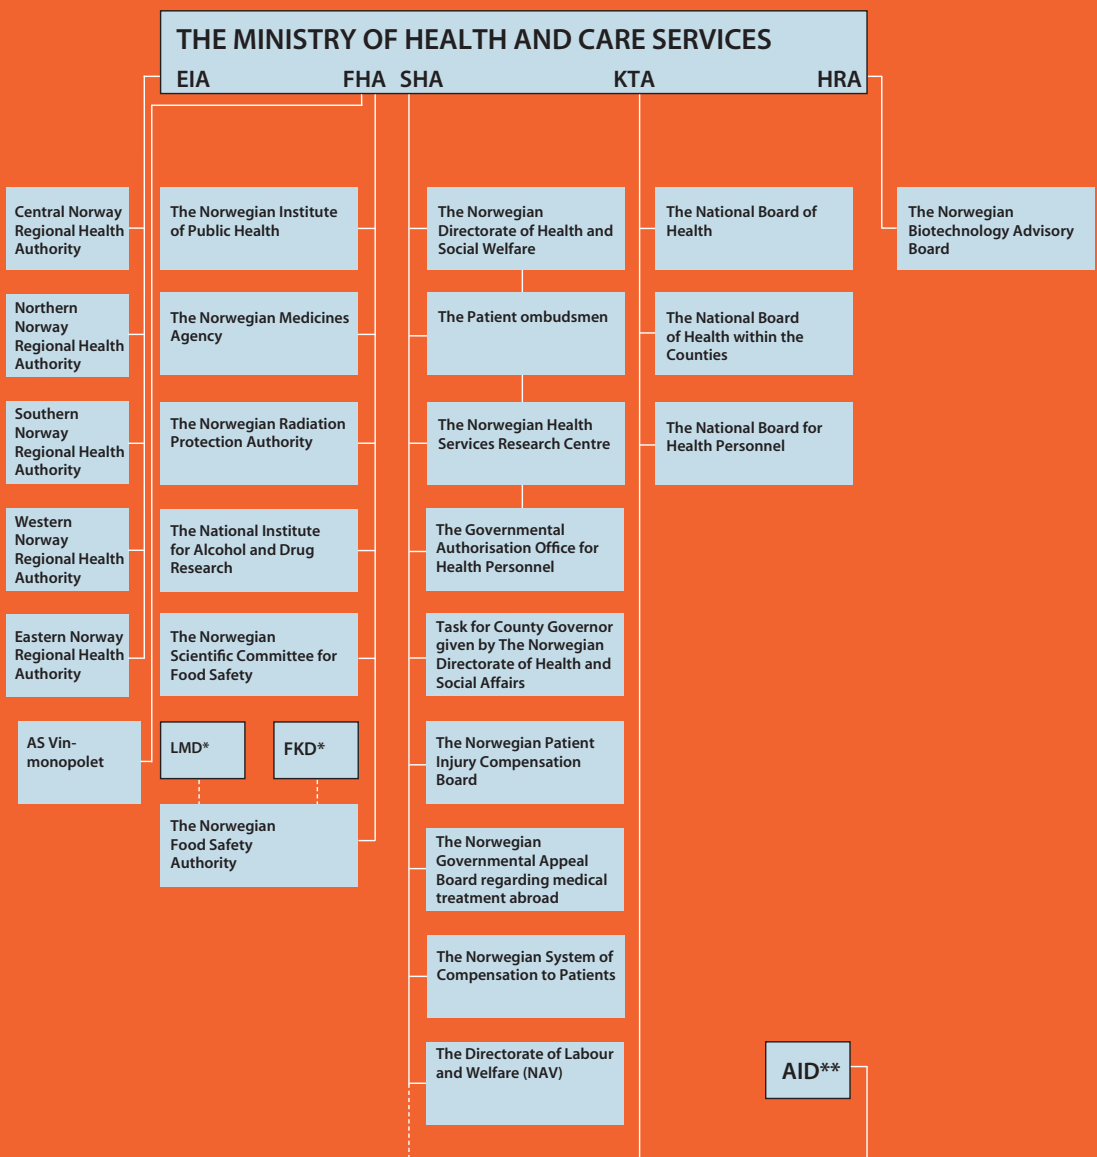 THE MINISTRY OF HEALTH AND CARE SERVICES
EIA FHA SHA KTA HRA
Central Norway
Regional Health
Authority
Northern
Norway
Regional Health
Authority
Southern
Norway
Regional Health
Authority
Western
Norway
Regional Health
Authority
Eastern Norway
Regional Health
Authority
AS Vin-
monopolet
The Norwegian Institute
of Public Health
The Norwegian Medicines
Agency
The Norwegian Radiation
Protection Authority
The National Institute
for Alcohol and Drug
Research
The Norwegian
Scientific Committee for
Food Safety
LMD*
FKD*
The Norwegian
Food Safety
Authority
The Norwegian
Directorate of Health and
Social Welfare
The Patient ombudsmen
The Norwegian Health
Services Research Centre
The Governmental
Authorisation Office for
Health Personnel
Task for County Governor
given by The Norwegian
Directorate of Health and
Social Affairs
The Norwegian Patient
Injury Compensation
Board
The Norwegian
Governmental Appeal
Board regarding medical
treatment abroad
The Norwegian System of
Compensation to Patients
The Directorate of Labour
and Welfare (NAV)
The National Board of
Health
The National Board
of Health within the
Counties
The National Board for
Health Personnel
The Norwegian
Biotechnology Advisory
Board
AID**